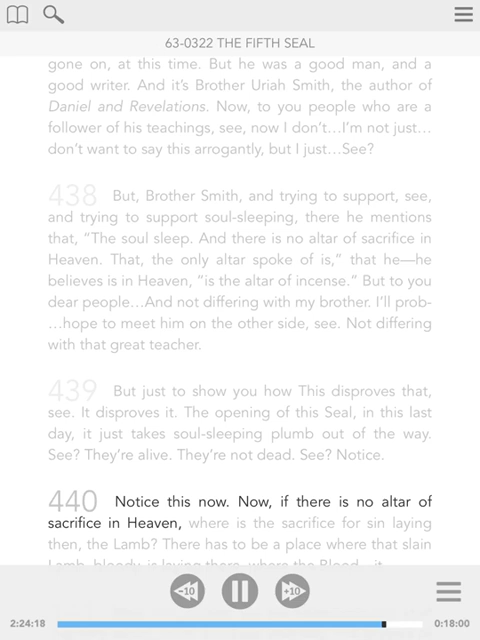 63-0322 THE FIFTH SEAL
gone on, at this time. But he was a good man, and a
good writer. And it's Brother Uriah Smith, the author of
Daniel and Revelations. Now, to you people who are a
follower of his teachings, see, now I don't…I'm not just…
don't want to say this arrogantly, but I just…See?
438 But, Brother Smith, and trying to support, see,
and trying to support soul-sleeping, there he mentions
that, “The soul sleep. And there is no altar of sacrifice in
Heaven. That, the only altar spoke of is,” that he—he
believes is in Heaven, “is the altar of incense.” But to you
dear people…And not differing with my brother. I'll prob-
…hope to meet him on the other side, see. Not differing
with that great teacher.
439 But just to show you how This disproves that,
see. It disproves it. The opening of this Seal, in this last
day, it just takes soul-sleeping plumb out of the way.
See? They're alive. They're not dead. See? Notice.
440 Notice this now. Now, if there is no altar of
sacrifice in Heaven, where is the sacrifice for sin laying
then, the Lamb? There has to be a place where that slain
Lamb, bloody, is laying there, where the Blood…it
-10
+10
2:24:18
0:18:00